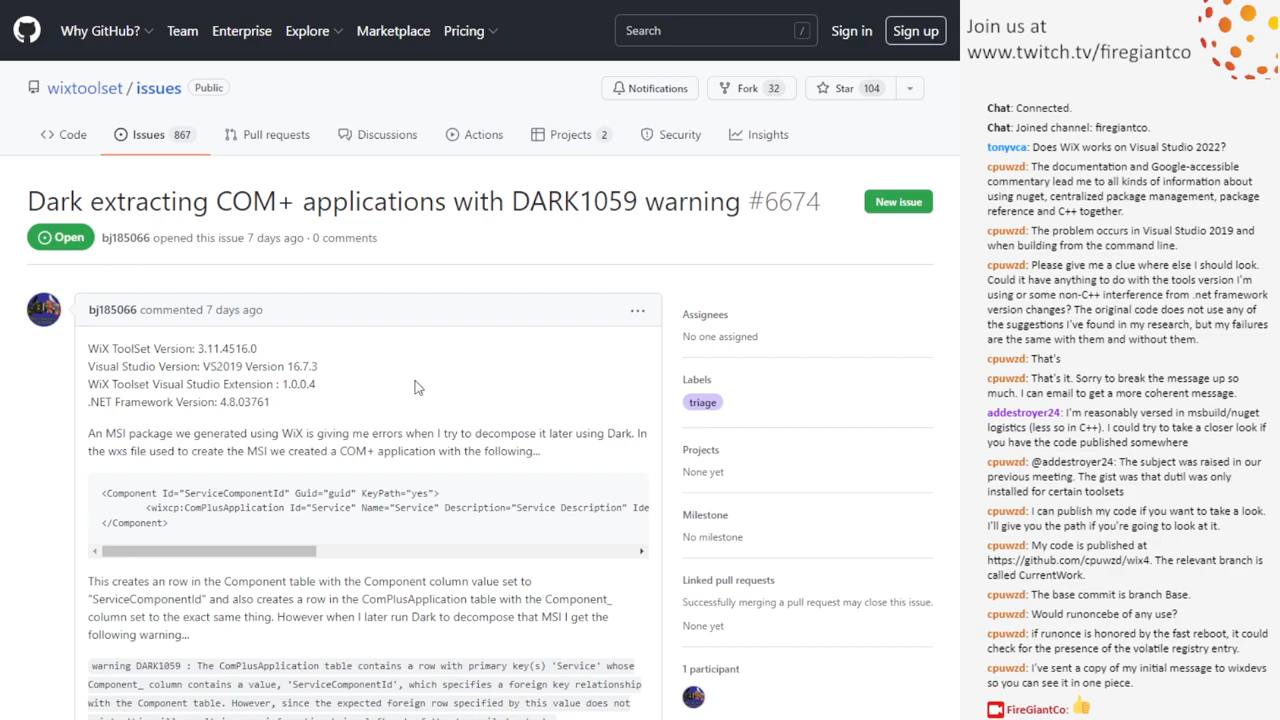 Why GitHub? Team Enterprise Explore Marketplace Pricing Search / Sign in Sign up
wixtoolset / issues Public Notifications Fork 32 Star 104
Code Issues 867 Pull requests Discussions Actions Projects 2 Security Insights
Dark extracting COM+ applications with DARK1059 warning #6674 New issue
Open bj185066 opened this issue 7 days ago · 0 comments
bj185066 commented 7 days ago
WiX ToolSet Version: 3.11.4516.0
Visual Studio Version: VS2019 Version 16.7.3
WiX Toolset Visual Studio Extension : 1.0.0.4
.NET Framework Version: 4.8.03761
An MSI package we generated using WiX is giving me errors when I try to decompose it later using Dark. In
the wxs file used to create the MSI we created a COM+ application with the following...
<Component Id="ServiceComponentId" Guid="guid" KeyPath="yes">
<wixcp:ComPlusApplication Id="Service" Name="Service" Description="Service Description" Ide
</Component>
This creates an row in the Component table with the Component column value set to
"ServiceComponentId" and also creates a row in the ComPlusApplication table with the Component_
column set to the exact same thing. However when I later run Dark to decompose that MSI I get the
following warning...
warning DARK1059 : The ComPlusApplication table contains a row with primary key(s) 'Service' whose
Component_ column contains a value, 'ServiceComponentId', which specifies a foreign key relationship
with the Component table. However, since the expected foreign row specified by this value does not
Assignees
No one assigned
Labels
triage
Projects
None yet
Milestone
No milestone
Linked pull requests
Successfully merging a pull request may close this issue.
None yet
1 participant
Join us at
www.twitch.tv/firegiantco
Chat: Connected.
Chat: Joined channel: firegiantco.
tonyvca: Does WiX works on Visual Studio 2022?
cpuwzd: The documentation and Google-accessible
commentary lead me to all kinds of information about
using nuget, centralized package management, package
reference and C++ together.
cpuwzd: The problem occurs in Visual Studio 2019 and
when building from the command line.
cpuwzd: Please give me a clue where else I should look.
Could it have anything to do with the tools version I'm
using or some non-C++ interference from .net framework
version changes? The original code does not use any of
the suggestions I've found in my research, but my failures
are the same with them and without them.
cpuwzd: That's
cpuwzd: That's it. Sorry to break the message up so
much. I can email to get a more coherent message.
addestroyer24: I'm reasonably versed in msbuild/nuget
logistics (less so in C++). I could try to take a closer look if
you have the code published somewhere
cpuwzd: @addestroyer24: The subject was raised in our
previous meeting. The gist was that dutil was only
installed for certain toolsets
cpuwzd: I can publish my code if you want to take a look.
I'll give you the path if you're going to look at it.
cpuwzd: My code is published at
https://github.com/cpuwzd/wix4. The relevant branch is
called CurrentWork.
cpuwzd: The base commit is branch Base.
cpuwzd: Would runoncebe of any use?
cpuwzd: if runonce is honored by the fast reboot, it could
check for the presence of the volatile registry entry.
cpuwzd: I've sent a copy of my initial message to wixdevs
so you can see it in one piece.
FireGiantCo: